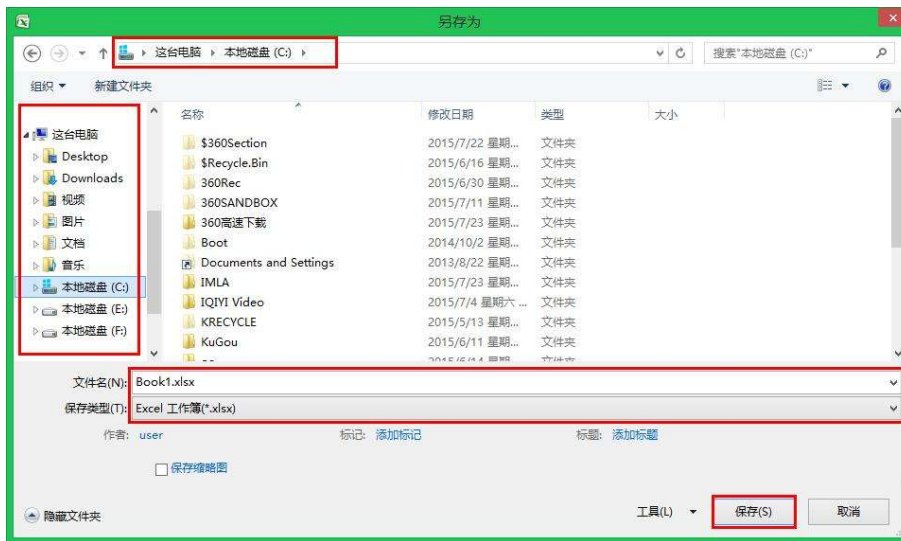 另存为
这台电脑 ▸ 本地磁盘 (C:) ▸ 搜索"本地磁盘 (C:)"
组织 新建文件夹
名称 修改日期 类型 大小
这台电脑
Desktop
Downloads
视频
图片
文档
音乐
本地磁盘 (C:)
本地磁盘 (E:)
本地磁盘 (F:)
$360Section 2015/7/22 星期... 文件夹
$Recycle.Bin 2015/6/16 星期... 文件夹
360Rec 2015/6/30 星期... 文件夹
360SANDBOX 2015/7/11 星期... 文件夹
360高速下载 2015/7/23 星期... 文件夹
Boot 2014/10/2 星期... 文件夹
Documents and Settings 2013/8/22 星期... 文件夹
IMLA 2015/7/23 星期... 文件夹
IQIYI Video 2015/7/4 星期六 ... 文件夹
KRECYCLE 2015/5/13 星期... 文件夹
KuGou 2015/6/11 星期... 文件夹
文件名(N): Book1.xlsx
保存类型(T): Excel 工作簿(*.xlsx)
作者: user 标记: 添加标记 标题: 添加标题
保存缩略图
隐藏文件夹 工具(L) 保存(S) 取消